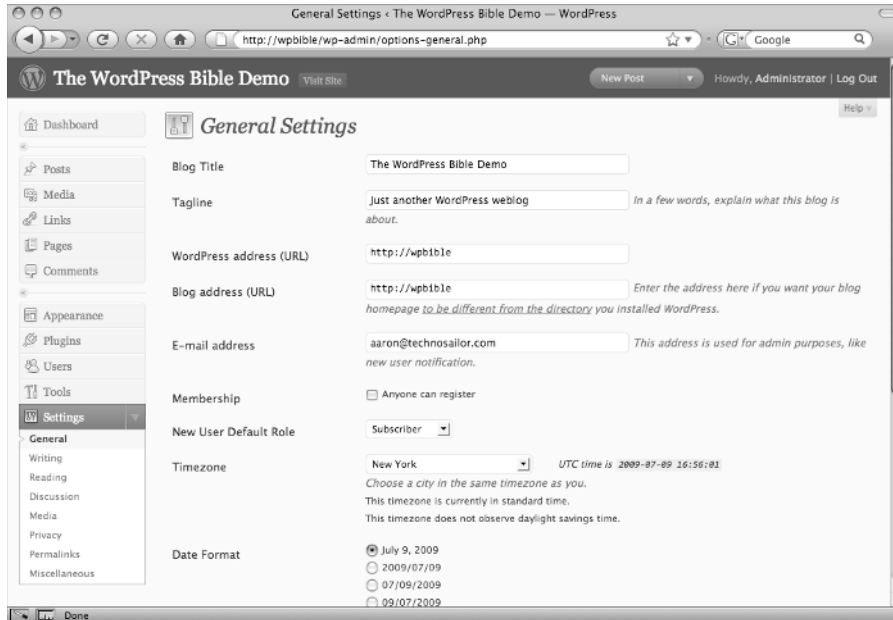 General Settings ‹ The WordPress Bible Demo — WordPress
http://wpbible/wp-admin/options-general.php
Google
The WordPress Bible Demo
Visit Site
New Post
Howdy, Administrator | Log Out
Help
Dashboard
Posts
Media
Links
Pages
Comments
Appearance
Plugins
Users
Tools
Settings
General
Writing
Reading
Discussion
Media
Privacy
Permalinks
Miscellaneous
General Settings
Blog Title
The WordPress Bible Demo
Tagline
Just another WordPress weblog
In a few words, explain what this blog is
about.
WordPress address (URL)
http://wpbible
Blog address (URL)
http://wpbible
Enter the address here if you want your blog
homepage to be different from the directory you installed WordPress.
E-mail address
aaron@technosailor.com
This address is used for admin purposes, like
new user notification.
Membership
Anyone can register
New User Default Role
Subscriber
Timezone
New York
UTC time is 2009-07-09 16:56:01
Choose a city in the same timezone as you.
This timezone is currently in standard time.
This timezone does not observe daylight savings time.
Date Format
July 9, 2009
2009/07/09
07/09/2009
09/07/2009
Done